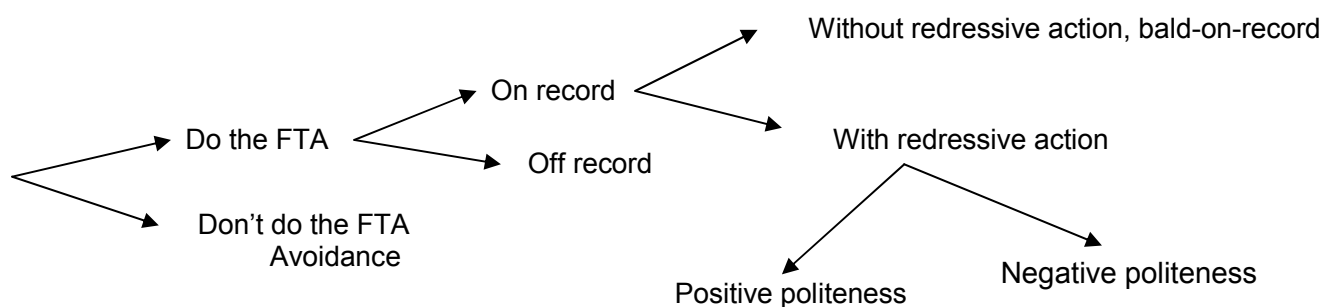 Without redressive action, bald-on-record
On record
Do the FTA
With redressive action
Off record
Don’t do the FTA
Avoidance
Negative politeness
Positive politeness